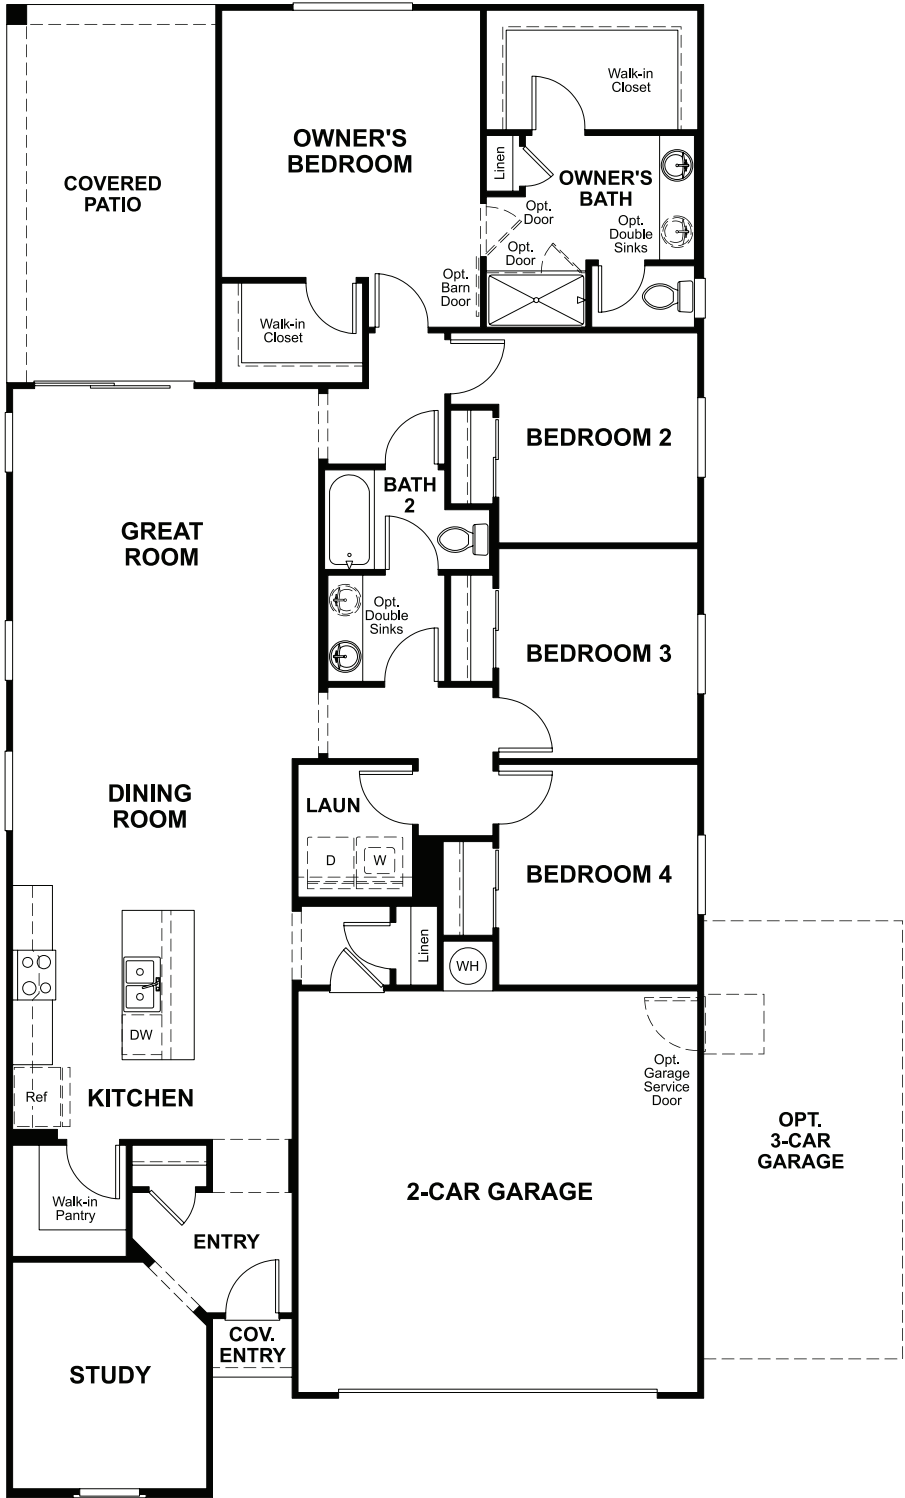 Walk-in
Closet
OWNER'S
BEDROOM
Linen
OWNER'S
BATH
COVERED
PATIO
Opt.
Door
Opt.
Double
Sinks
Opt.
Door
Opt.
Barn
Door
Walk-in
Closet
BEDROOM 2
BATH
2
GREAT
ROOM
Opt.
Double
Sinks
BEDROOM 3
DINING
ROOM
LAUN
D
W
BEDROOM 4
Linen
WH
DW
Ref
KITCHEN
Opt.
Garage
Service
Door
OPT.
3-CAR
GARAGE
2-CAR GARAGE
Walk-in
Pantry
ENTRY
COV.
ENTRY
STUDY